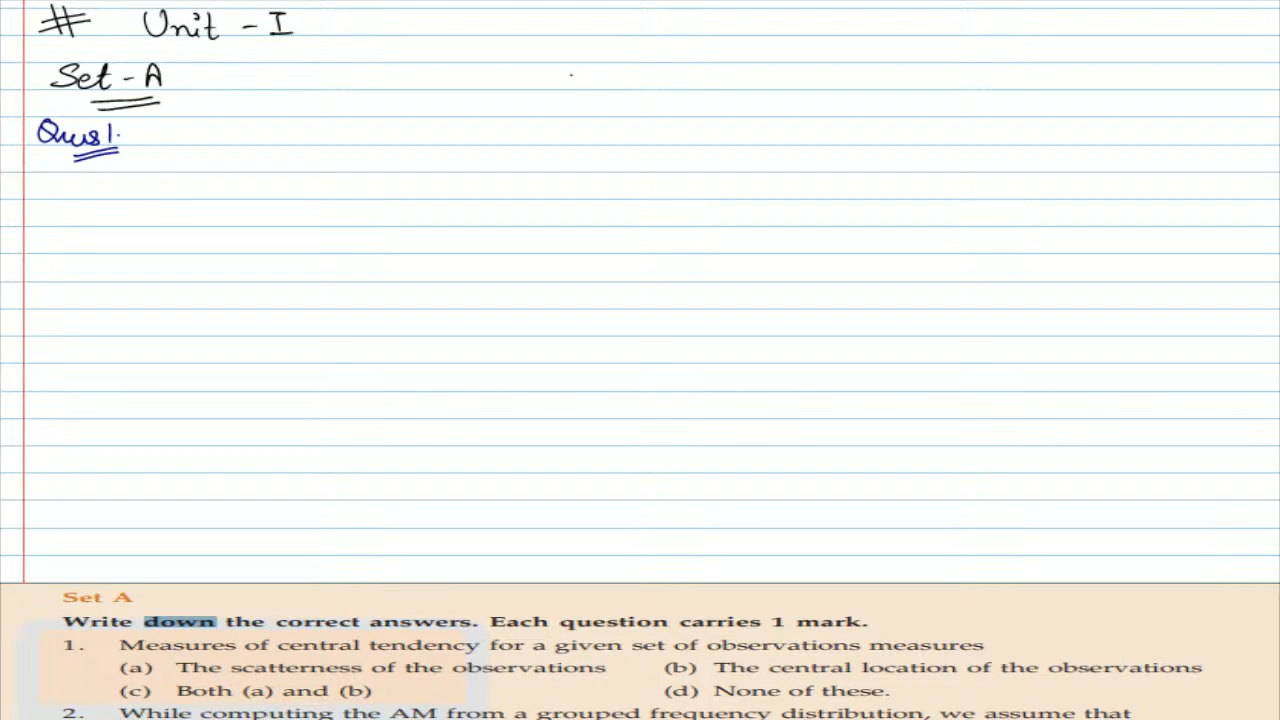 # Unit - I
Set - A
Qus 1.
Set A
Write down the correct answers. Each question carries 1 mark.
1. Measures of central tendency for a given set of observations measures
(a) The scatterness of the observations (b) The central location of the observations
(c) Both (a) and (b) (d) None of these.
2. While computing the AM from a grouped frequency distribution, we assume that